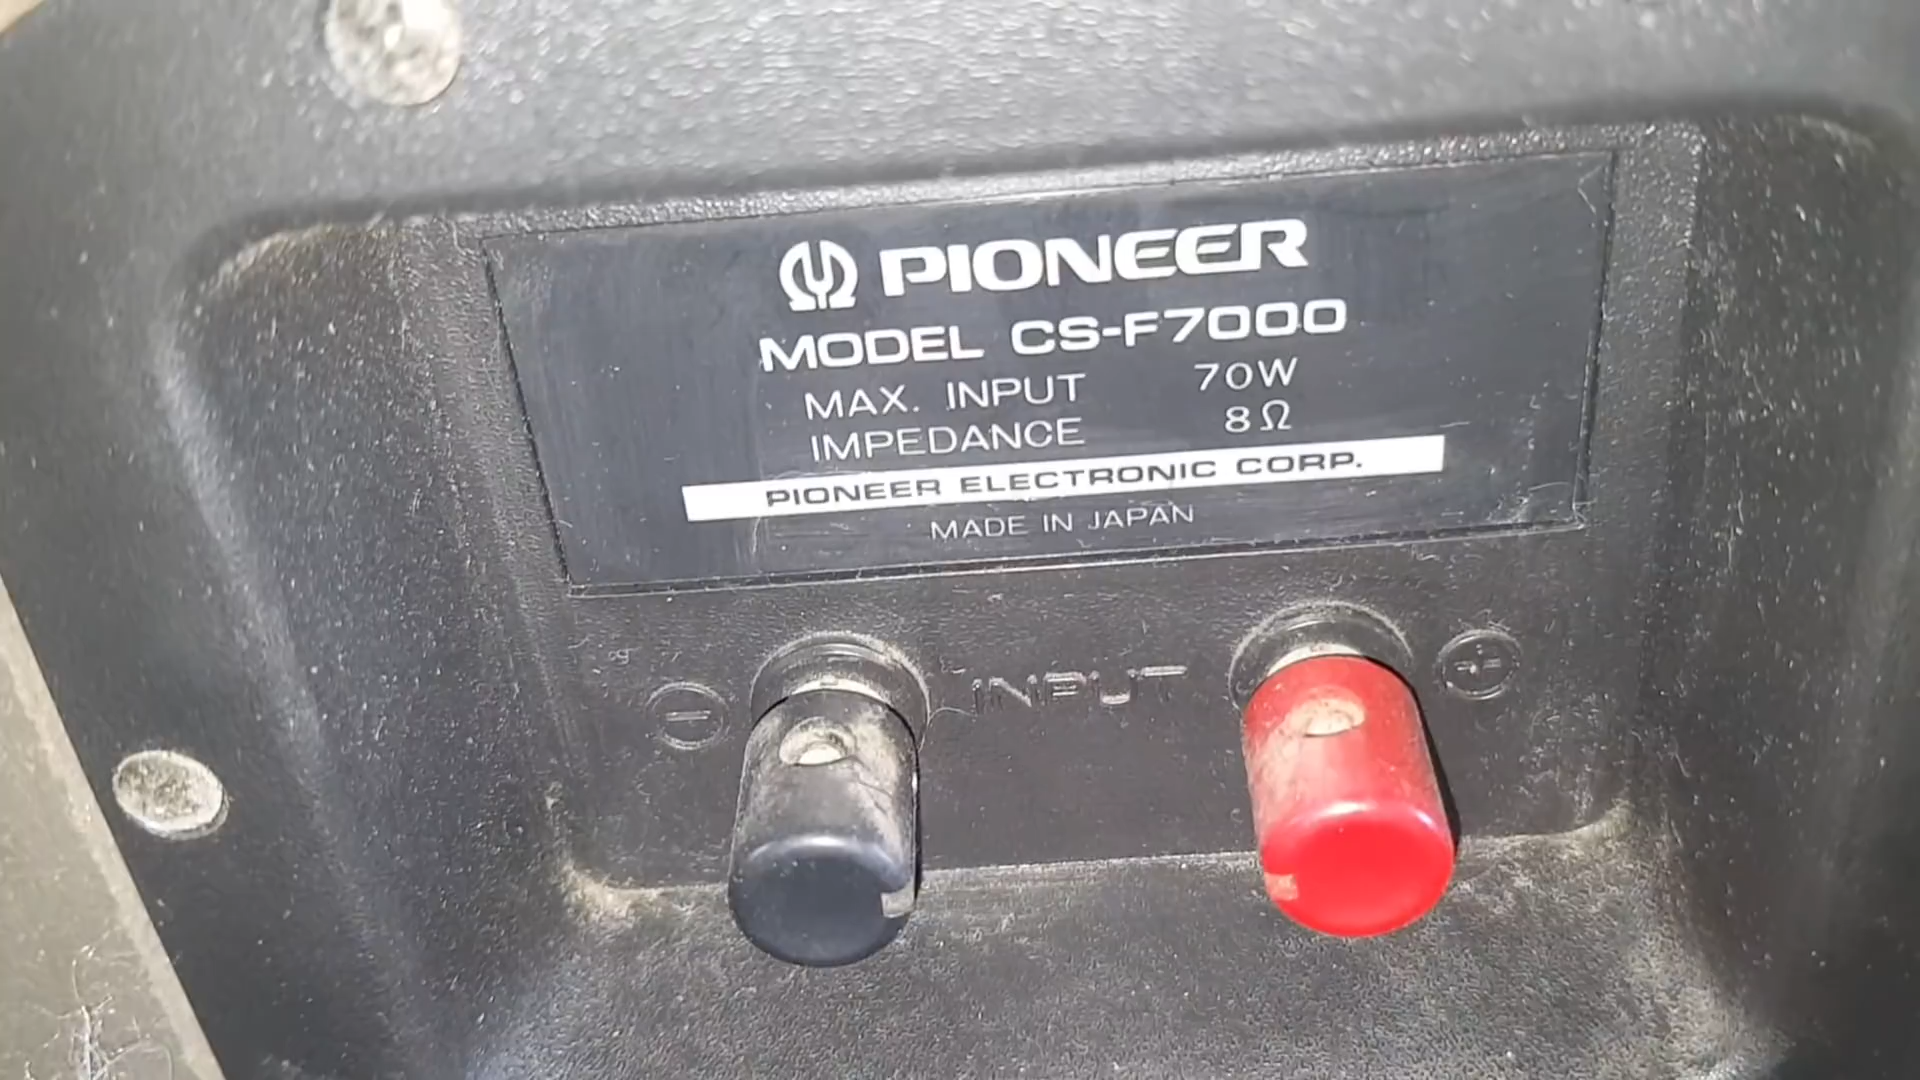 PIONEER
MODEL CS-F7000
MAX. INPUT 70W
IMPEDANCE 8Ω
PIONEER ELECTRONIC CORP.
MADE IN JAPAN
− INPUT +